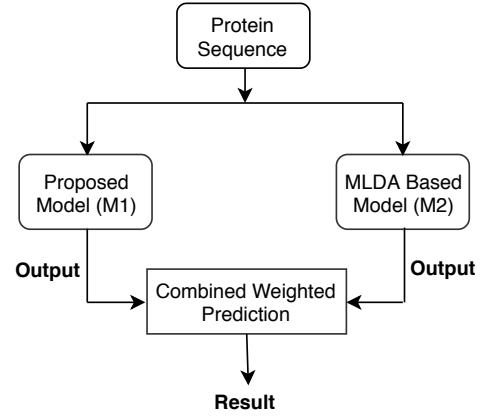 Protein
Sequence
Proposed
Model (M1)
MLDA Based
Model (M2)
Output
Output
Combined Weighted
Prediction
Result